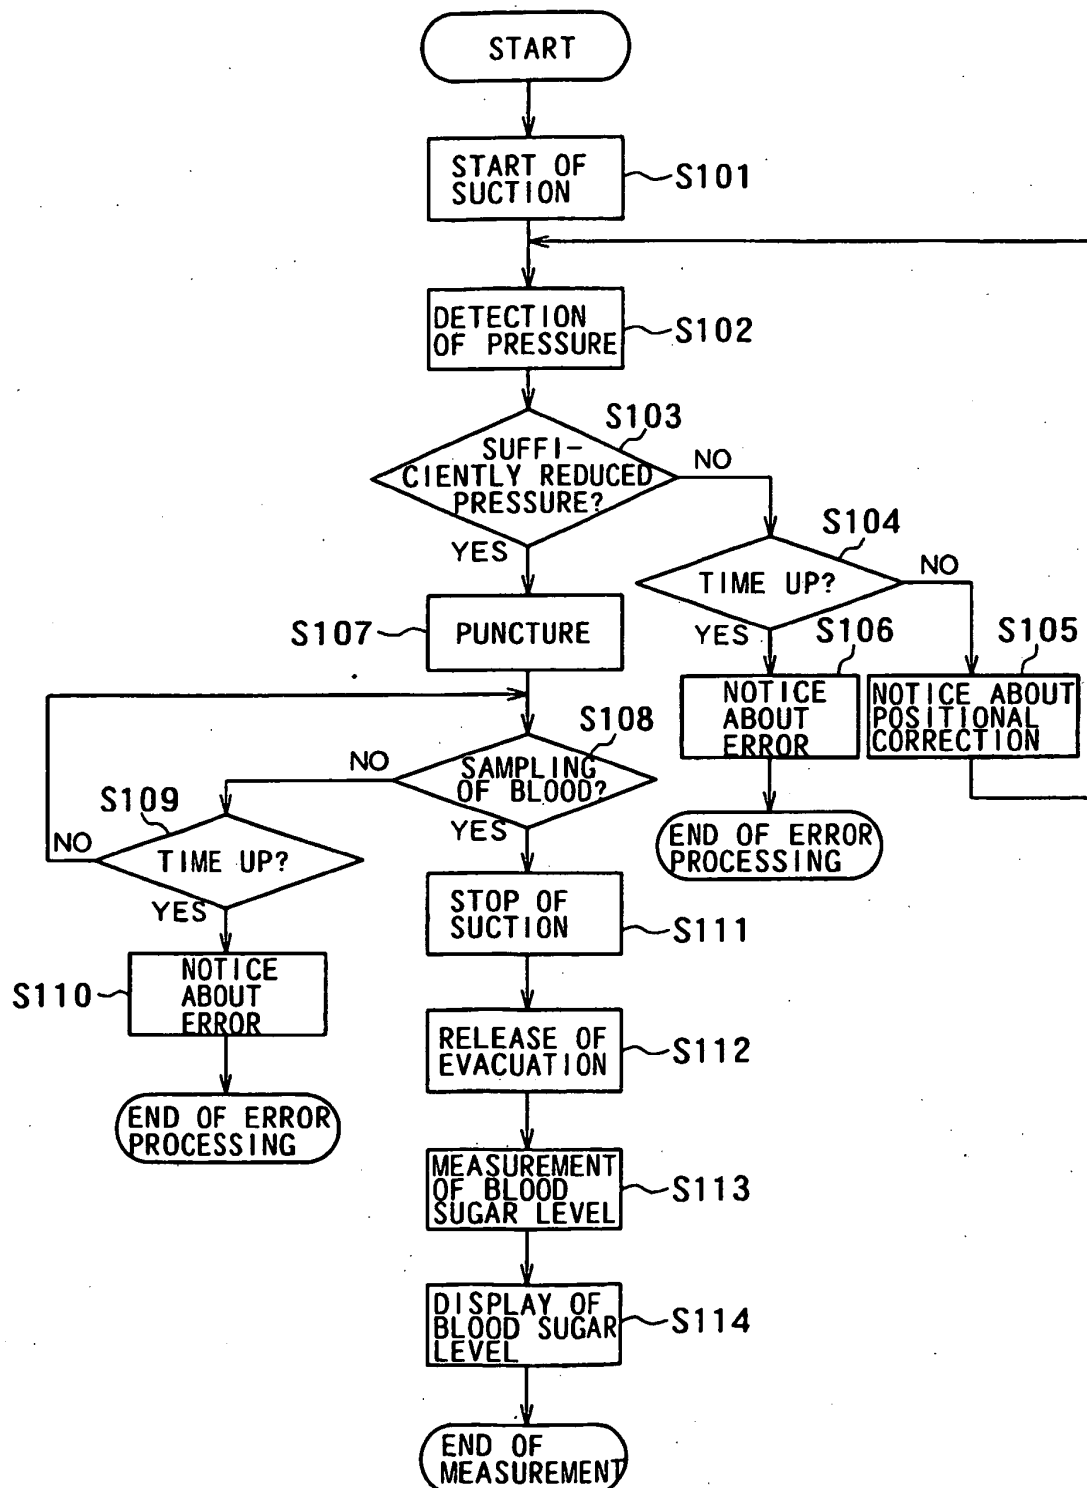 START
START OF
SUCTION
S101
DETECTION
OF PRESSURE
S102
S103
SUFFI-
CIENTLY REDUCED
PRESSURE?
NO
YES
S104
TIME UP?
NO
YES
S107
PUNCTURE
S106
NOTICE
ABOUT
ERROR
S105
NOTICE ABOUT
POSITIONAL
CORRECTION
S108
SAMPLING
OF BLOOD?
NO
YES
END OF ERROR
PROCESSING
S109
TIME UP?
NO
YES
STOP OF
SUCTION
S111
S110
NOTICE
ABOUT
ERROR
RELEASE OF
EVACUATION
S112
END OF ERROR
PROCESSING
MEASUREMENT
OF BLOOD
SUGAR LEVEL
S113
DISPLAY OF
BLOOD SUGAR
LEVEL
S114
END OF
MEASUREMENT